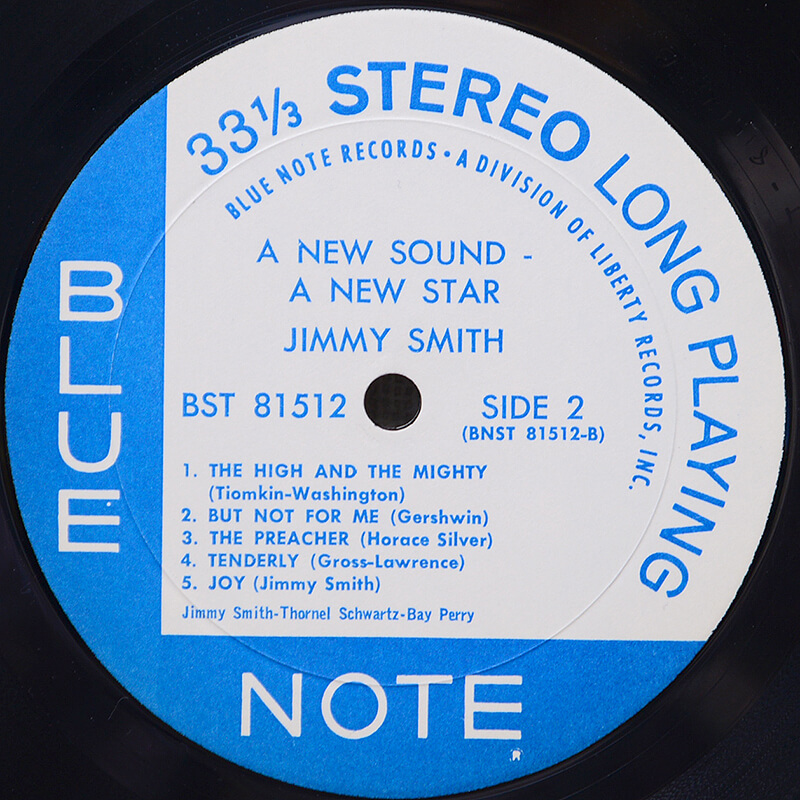 33⅓ STEREO LONG PLAYING
BLUE NOTE RECORDS • A DIVISION OF LIBERTY RECORDS, INC.
A NEW SOUND -
A NEW STAR
JIMMY SMITH
BST 81512
SIDE 2
(BNST 81512-B)
1. THE HIGH AND THE MIGHTY
(Tiomkin-Washington)
2. BUT NOT FOR ME (Gershwin)
3. THE PREACHER (Horace Silver)
4. TENDERLY (Gross-Lawrence)
5. JOY (Jimmy Smith)
Jimmy Smith-Thornel Schwartz-Bay Perry
BLUE
NOTE